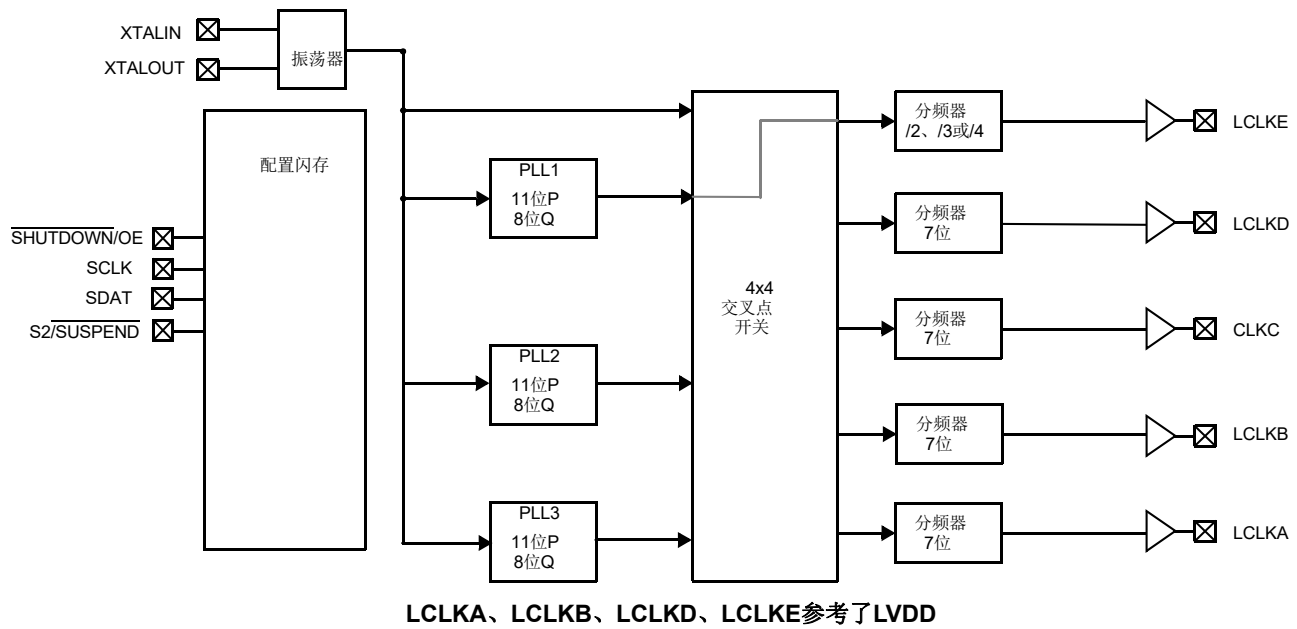 XTALIN
XTALOUT
振荡器
配置闪存
SHUTDOWN/OE
SCLK
SDAT
S2/SUSPEND
PLL1
11位P
8位Q
PLL2
11位P
8位Q
PLL3
11位P
8位Q
4x4
交叉点
开关
分频器
/2、/3或/4
LCLKE
分频器
7位
LCLKD
分频器
7位
CLKC
分频器
7位
LCLKB
分频器
7位
LCLKA
LCLKA、LCLKB、LCLKD、LCLKE参考了LVDD